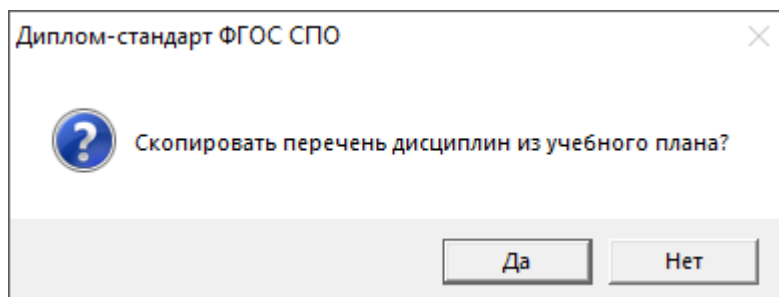 Диплом-стандарт ФГОС СПО
Скопировать перечень дисциплин из учебного плана?
Да
Нет